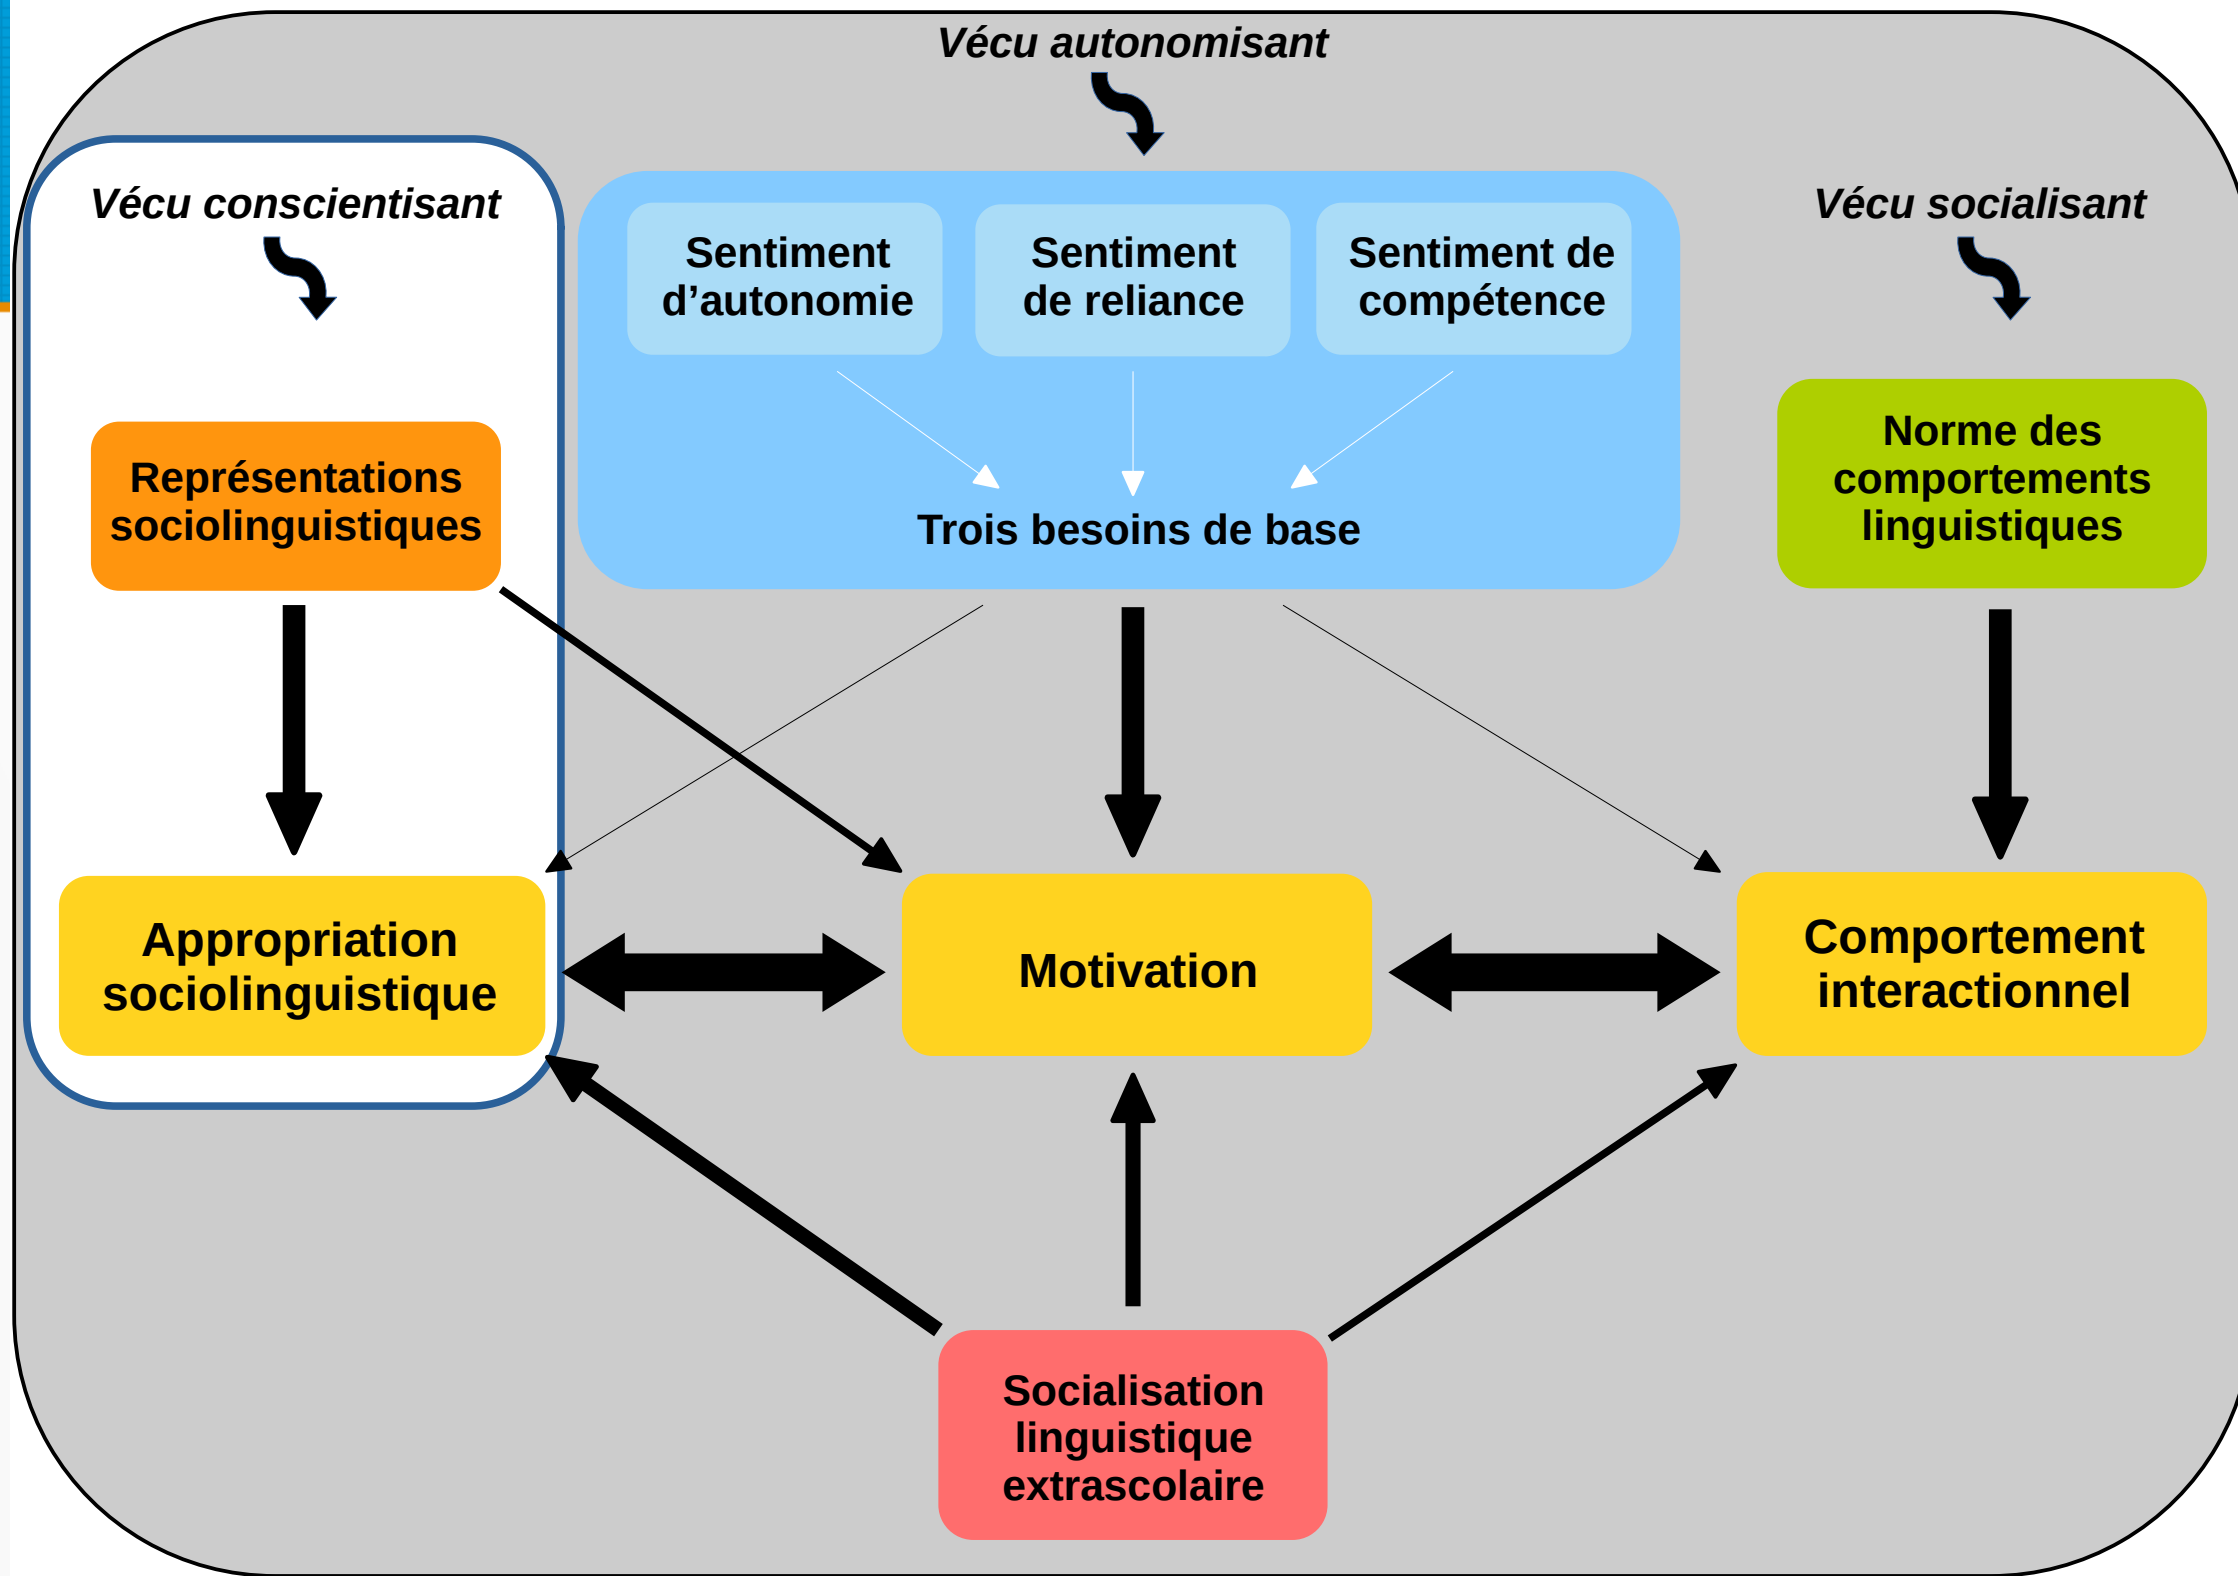 Vécu autonomisant
Vécu conscientisant
Vécu socialisant
Sentiment
d’autonomie
Sentiment
de reliance
Sentiment de
compétence
Trois besoins de base
Représentations
sociolinguistiques
Norme des
comportements
linguistiques
Appropriation
sociolinguistique
Motivation
Comportement
interactionnel
Socialisation
linguistique
extrascolaire